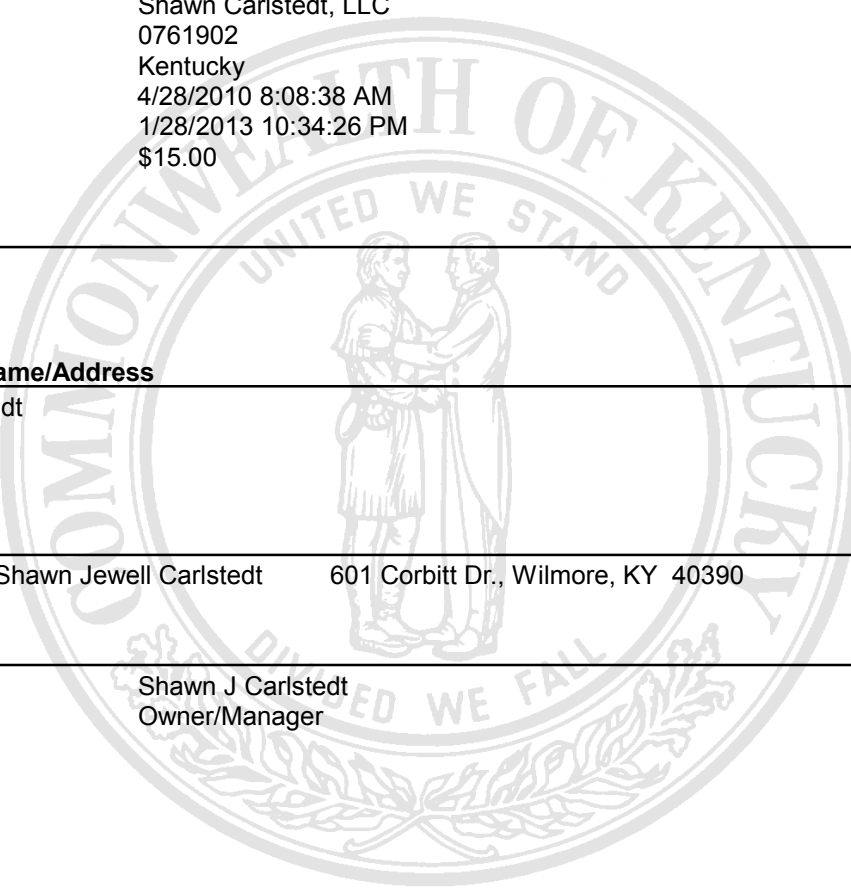 Shawn Carlstedt, LLC
0761902
Kentucky
4/28/2010 8:08:38 AM
1/28/2013 10:34:26 PM
$15.00
COMMONWEALTH OF KENTUCKY
UNITED WE STAND
ame/Address
dt
Shawn Jewell Carlstedt 601 Corbitt Dr., Wilmore, KY 40390
DIVIDED WE FALL
Shawn J Carlstedt
Owner/Manager